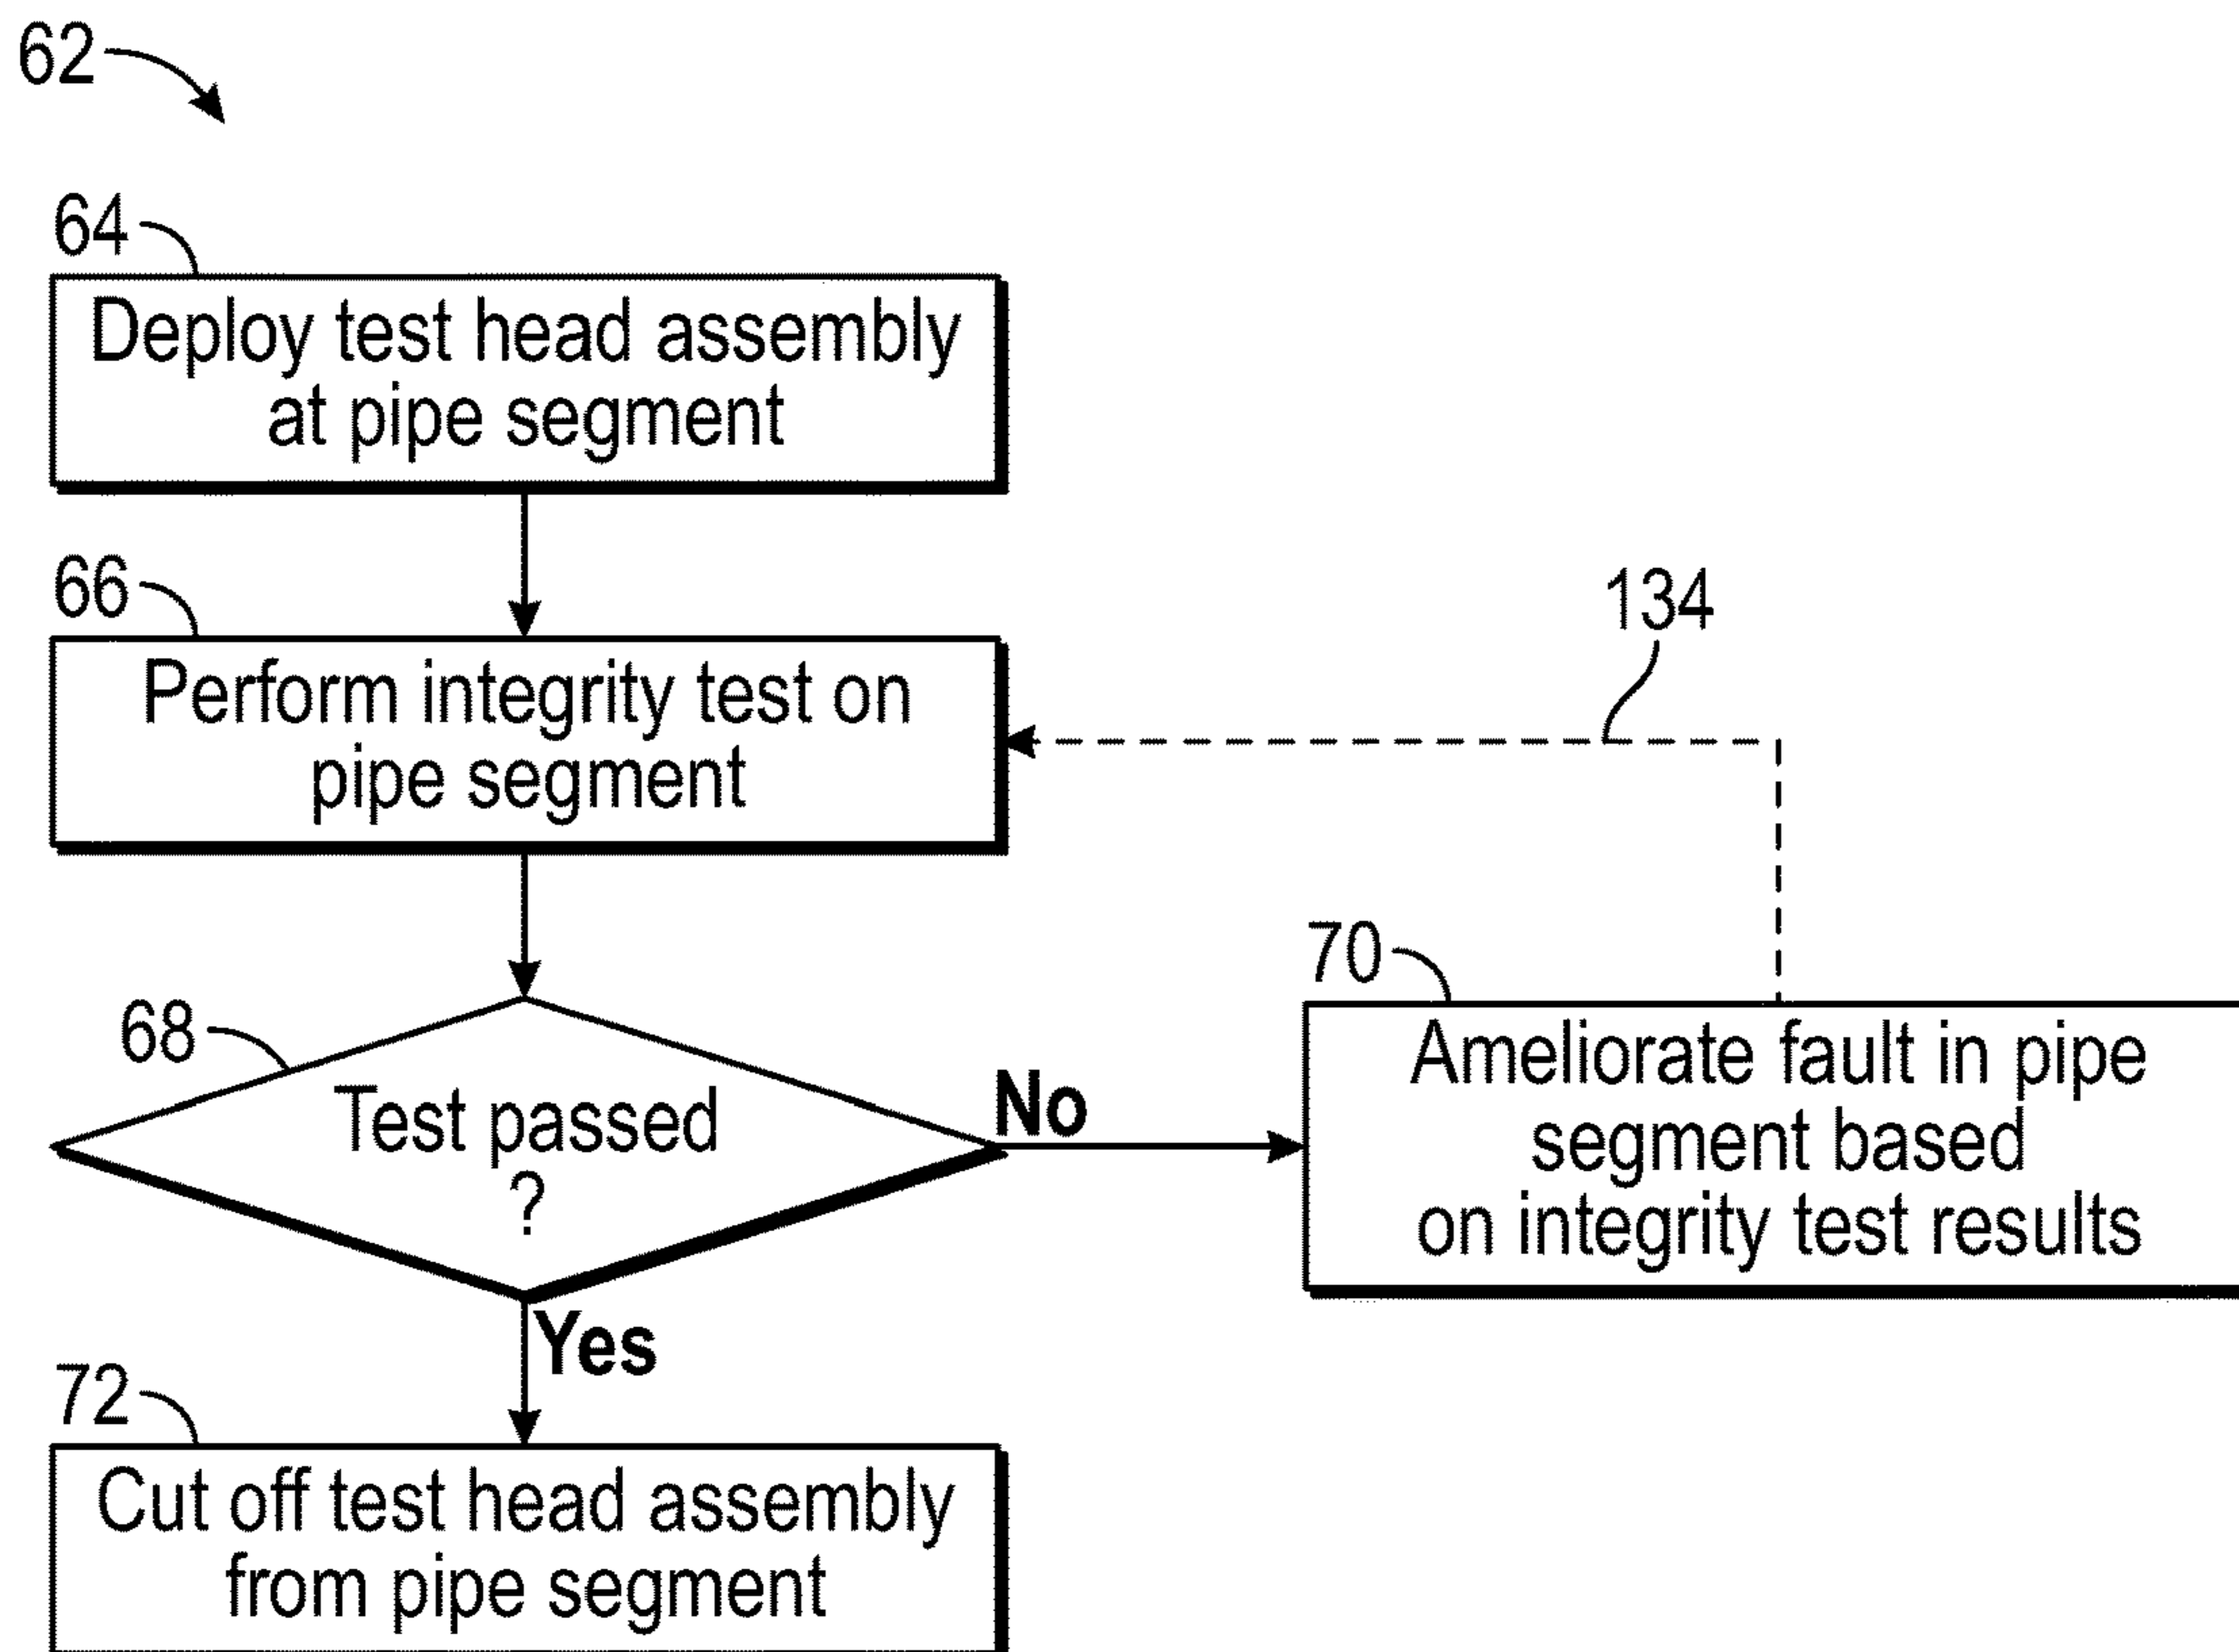 62
64
Deploy test head assembly
at pipe segment
66
Perform integrity test on
pipe segment
134
68
Test passed
?
No
70
Ameliorate fault in pipe
segment based
on integrity test results
Yes
72
Cut off test head assembly
from pipe segment